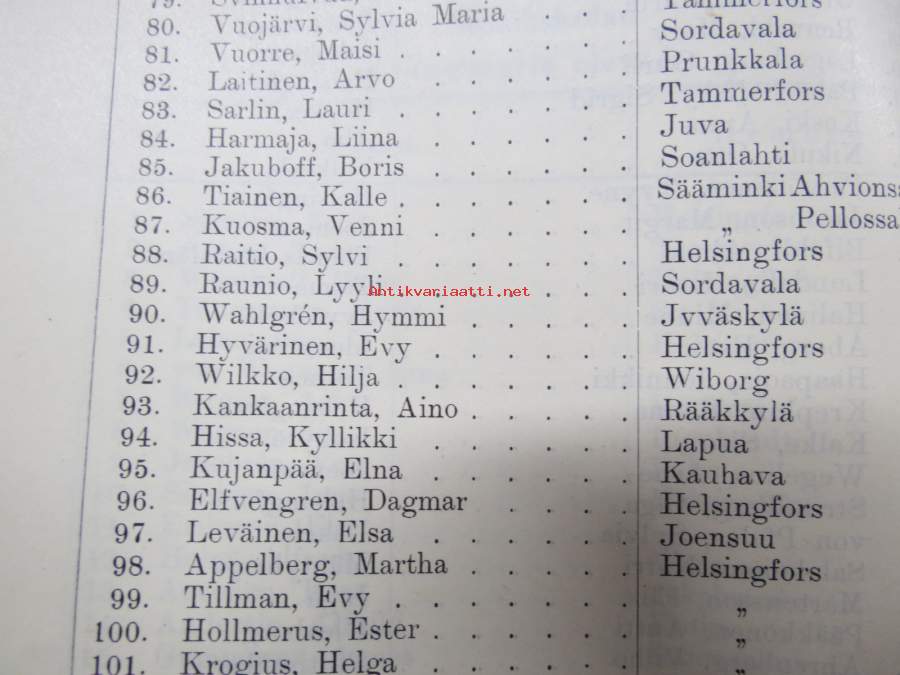 80. Vuojärvi, Sylvia Maria Tammerfors
81. Vuorre, Maisi . . . . . . Sordavala
82. Laitinen, Arvo . . . . . . Prunkkala
83. Sarlin, Lauri . . . . . . Tammerfors
84. Harmaja, Liina . . . . . . Juva
85. Jakuboff, Boris . . . . . Soanlahti
86. Tiainen, Kalle . . . . . . Sääminki Ahvionsa
87. Kuosma, Venni . . . . . „ Pellossal
88. Raitio, Sylvi . . . . . . Helsingfors
89. Raunio, Lyyli . . . . . . Sordavala
antikvariaatti.net
90. Wahlgrén, Hymmi . . . . . Jyväskylä
91. Hyvärinen, Evy . . . . . Helsingfors
92. Wilkko, Hilja . . . . . . Wiborg
93. Kankaanrinta, Aino . . . . Rääkkylä
94. Hissa, Kyllikki . . . . . Lapua
95. Kujanpää, Elna . . . . . Kauhava
96. Elfvengren, Dagmar . . . . Helsingfors
97. Leväinen, Elsa . . . . . . Joensuu
98. Appelberg, Martha . . . . . Helsingfors
99. Tillman, Evy . . . . . . „
100. Hollmerus, Ester . . . . . „
101. Krogius, Helga . . . . . „